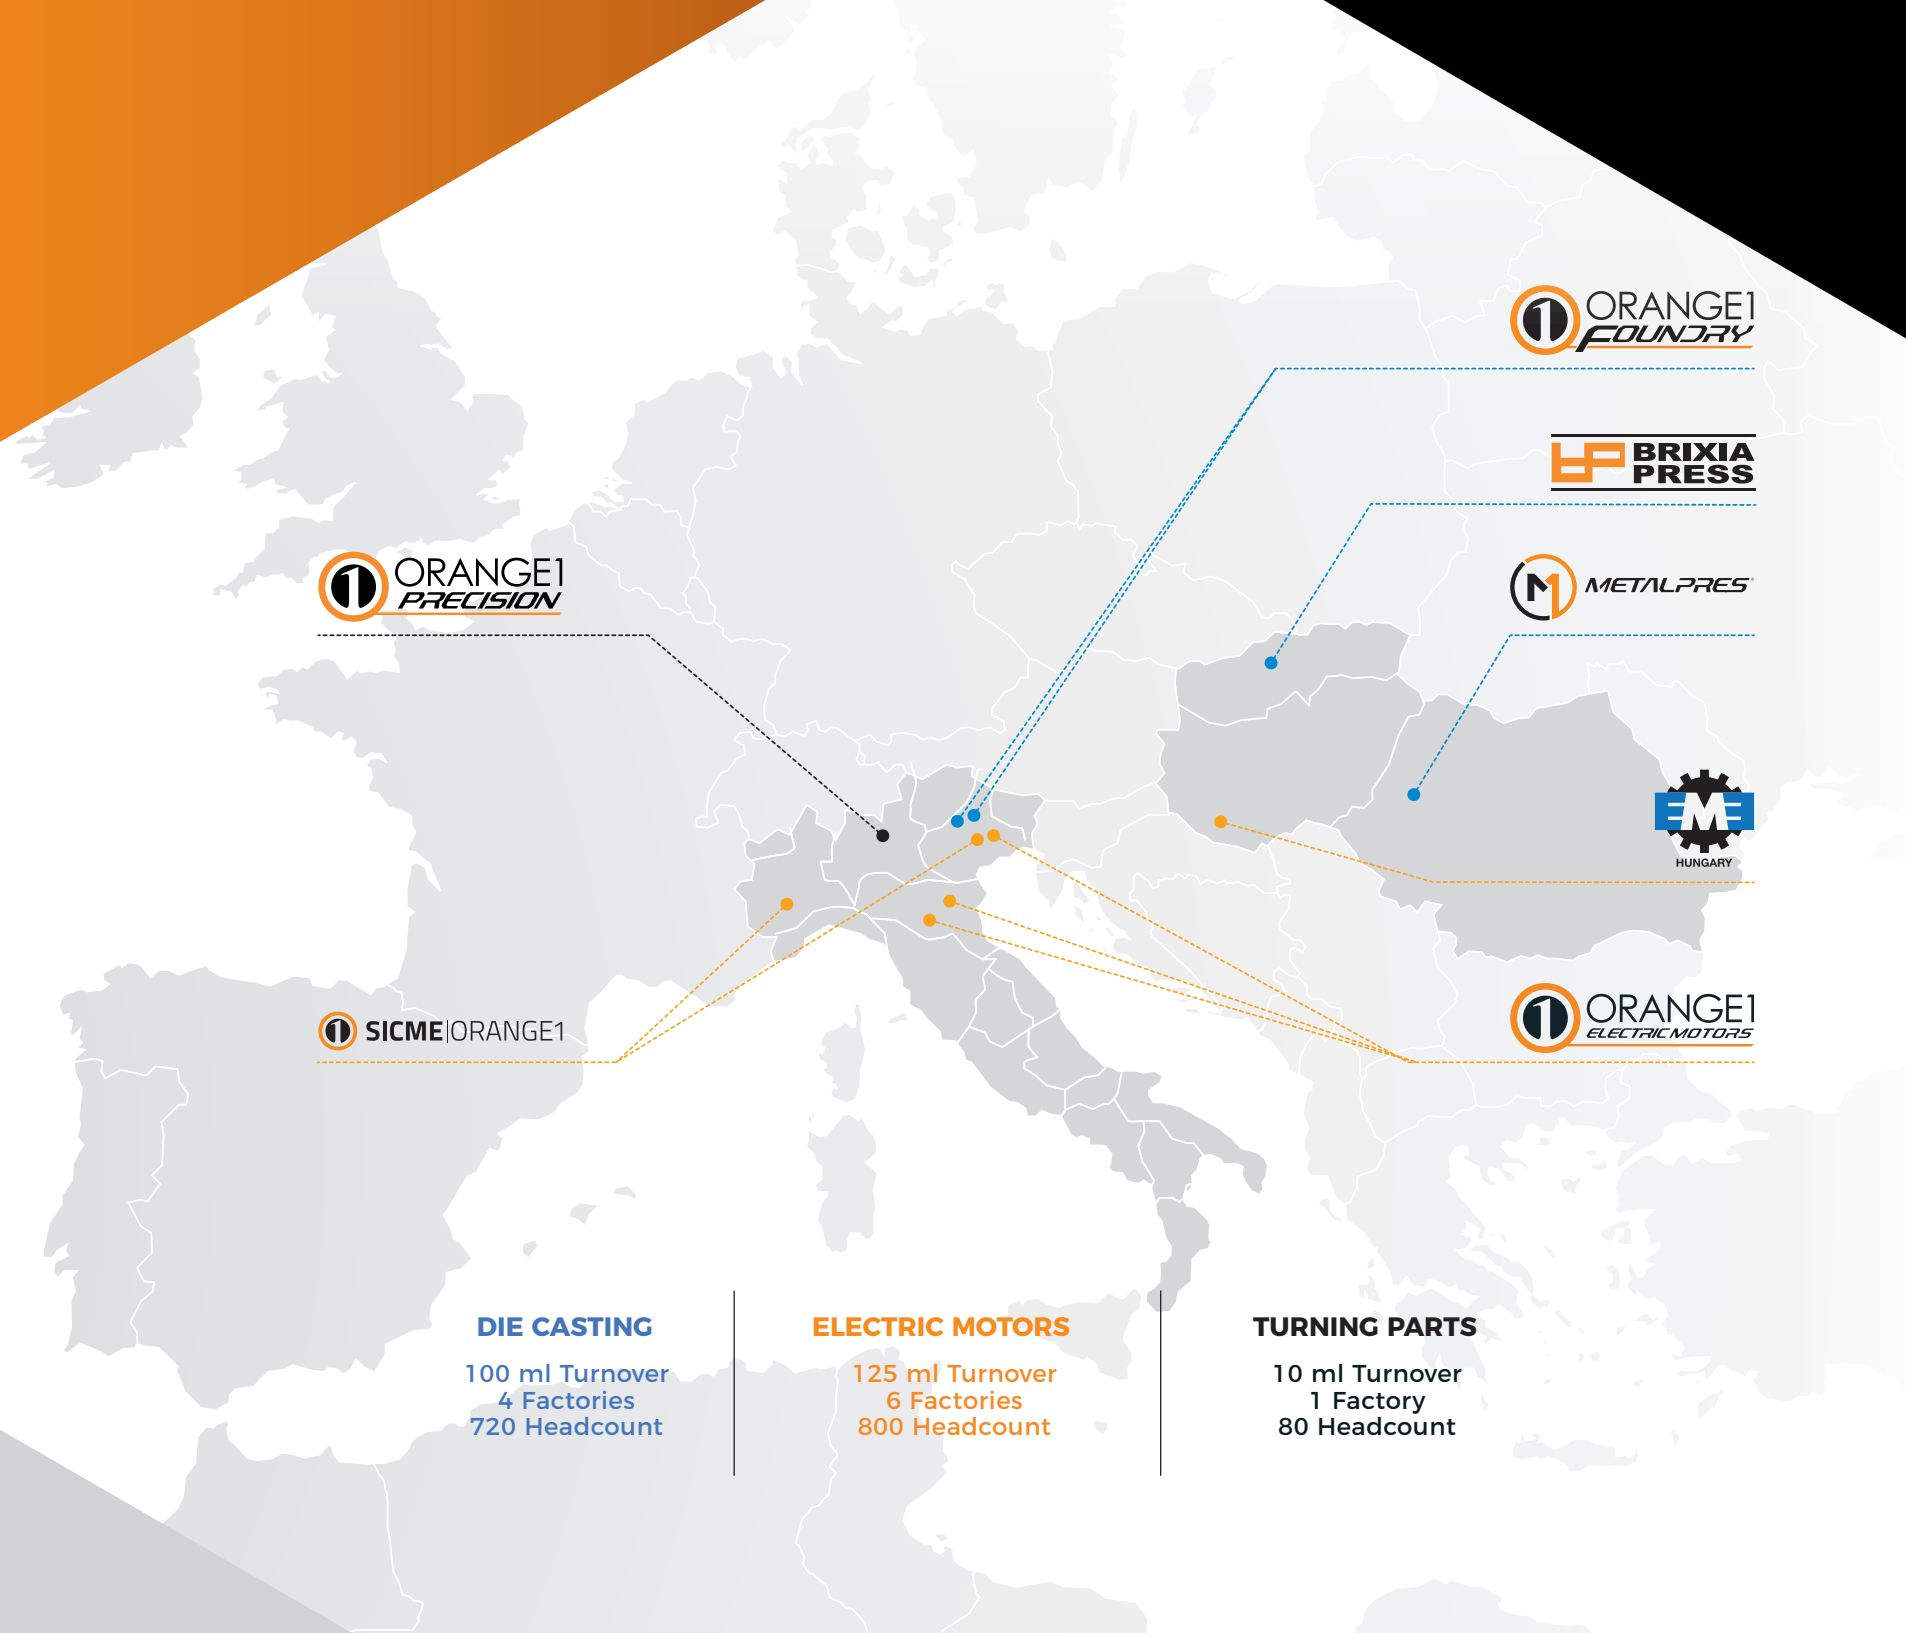 ORANGE1
FOUNDRY
BRIXIA
PRESS
ORANGE1
PRECISION
METALPRES
EME
HUNGARY
SICME|ORANGE1
ORANGE1
ELECTRIC MOTORS
DIE CASTING
100 ml Turnover
4 Factories
720 Headcount
ELECTRIC MOTORS
125 ml Turnover
6 Factories
800 Headcount
TURNING PARTS
10 ml Turnover
1 Factory
80 Headcount